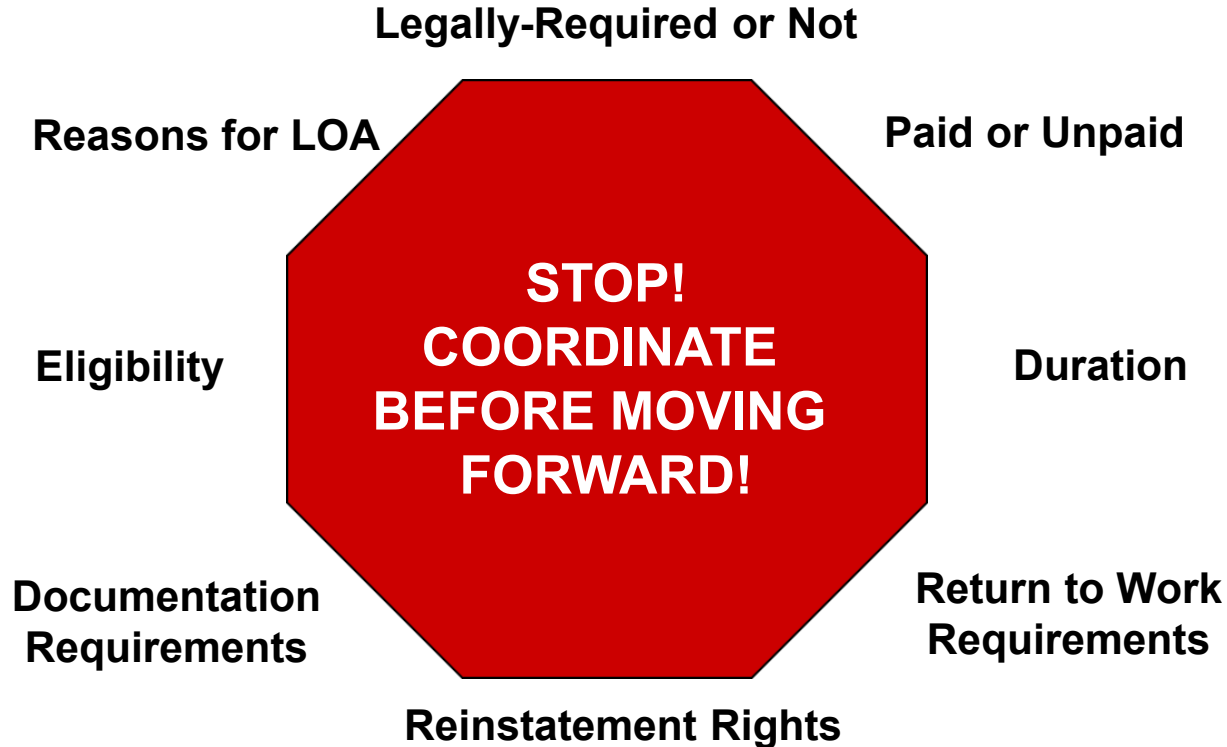 Legally-Required or Not
Reasons for LOA
Paid or Unpaid
STOP!
COORDINATE
BEFORE MOVING
FORWARD!
Eligibility
Duration
Documentation
Requirements
Return to Work
Requirements
Reinstatement Rights